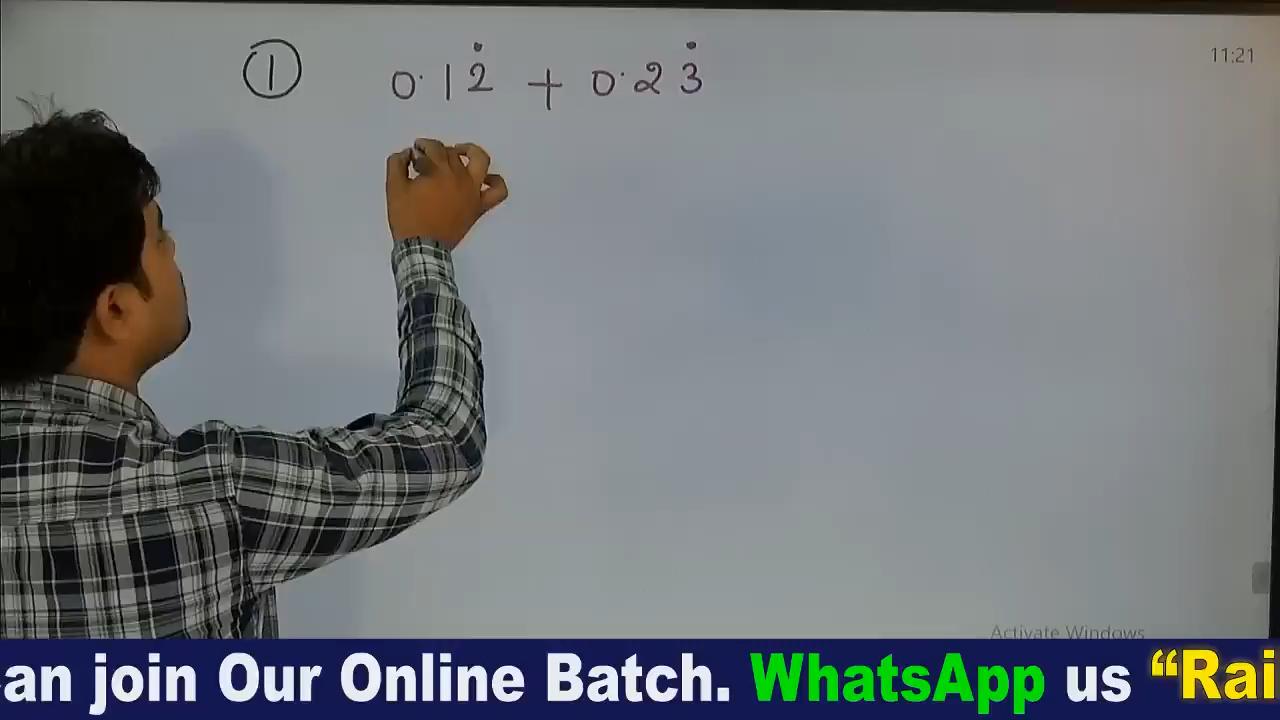 ① 0.12̇ + 0.23̇
11:21
Activate Windows
an join Our Online Batch. WhatsApp us “Rai